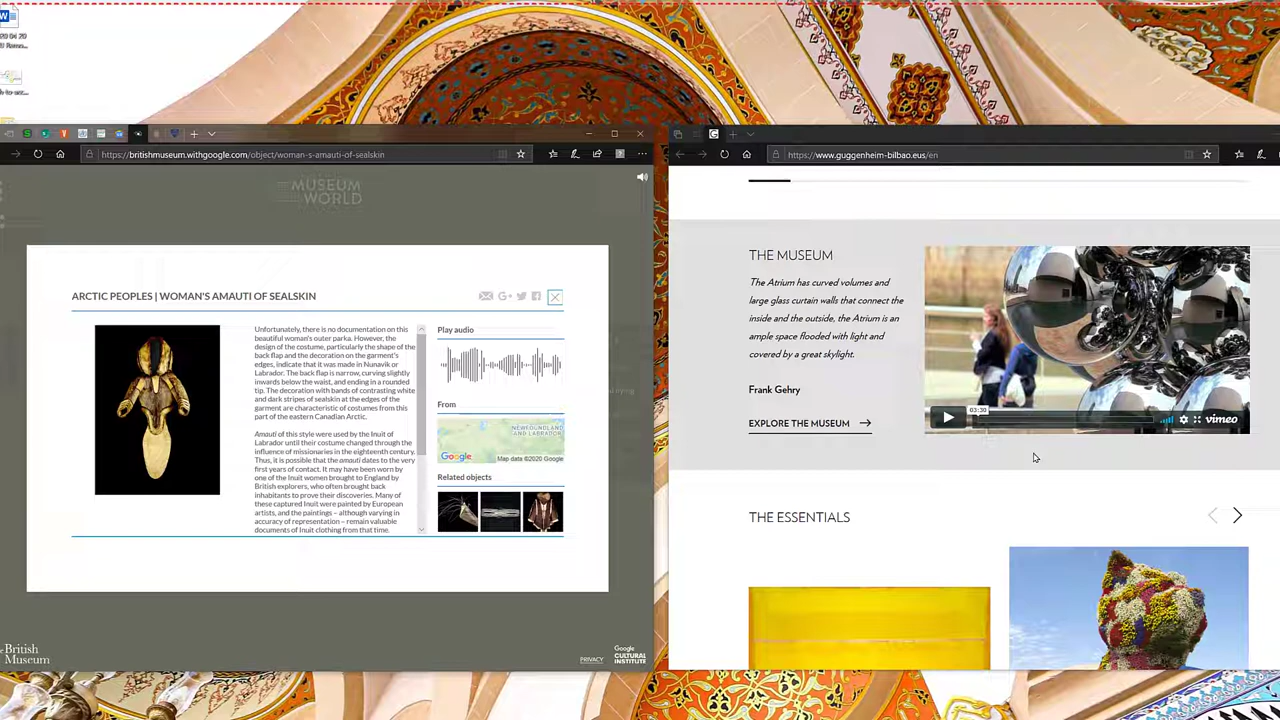 https://britishmuseum.withgoogle.com/object/woman-s-amauti-of-sealskin
MUSEUM
WORLD
ARCTIC PEOPLES | WOMAN'S AMAUTI OF SEALSKIN
Unfortunately, there is no documentation on this
beautiful woman's outer parka. However, the
design of the costume, particularly the shape of the
back flap and the decoration on the garment's
edges, indicate that it was made in Nunavik or
Labrador. The back flap is narrow, curving slightly
inwards below the waist, and ending in a rounded
tip. The decoration with bands of contrasting white
and dark stripes of sealskin at the edges of the
garment are characteristic of costumes from this
part of the eastern Canadian Arctic.
Amauti of this style were used by the Inuit of
Labrador until their costume changed through the
influence of missionaries in the eighteenth century.
Thus, it is possible that the amauti dates to the very
first years of contact. It may have been worn by
one of the Inuit women brought to England by
British explorers, who often brought back
inhabitants to prove their discoveries. Many of
these captured Inuit were painted by European
artists, and the paintings – although varying in
accuracy of representation – remain valuable
documents of Inuit clothing from that time.
Play audio
From
NEWFOUNDLAND
AND LABRADOR
Google
Map data ©2020 Google
Related objects
British
Museum
PRIVACY
Google
CULTURAL
INSTITUTE
https://www.guggenheim-bilbao.eus/en
THE MUSEUM
The Atrium has curved volumes and
large glass curtain walls that connect the
inside and the outside, the Atrium is an
ample space flooded with light and
covered by a great skylight.
Frank Gehry
EXPLORE THE MUSEUM
03:30
vimeo
THE ESSENTIALS